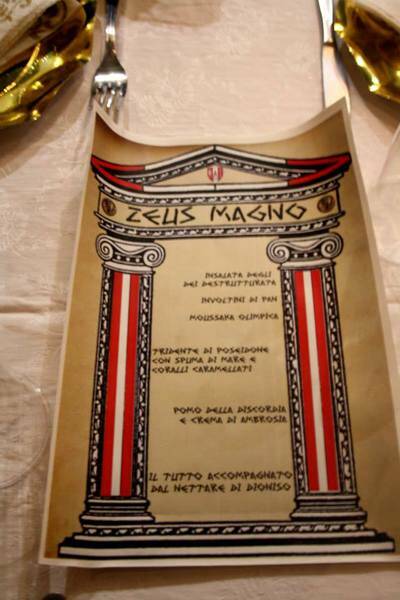 ZEUS MAGNO
INSALATA DEGLI
DEI DESTRUTTURATA
INVOLTINI DI PAN
MOUSSAKA OLIMPICA
TRIDENTE DI POSEIDONE
CON SPUMA DI MARE E
CORALLI CARAMELLATI
POMO DELLA DISCORDIA
E CREMA DI AMBROSIA
IL TUTTO ACCOMPAGNATO
DAL NETTARE DI DIONISO